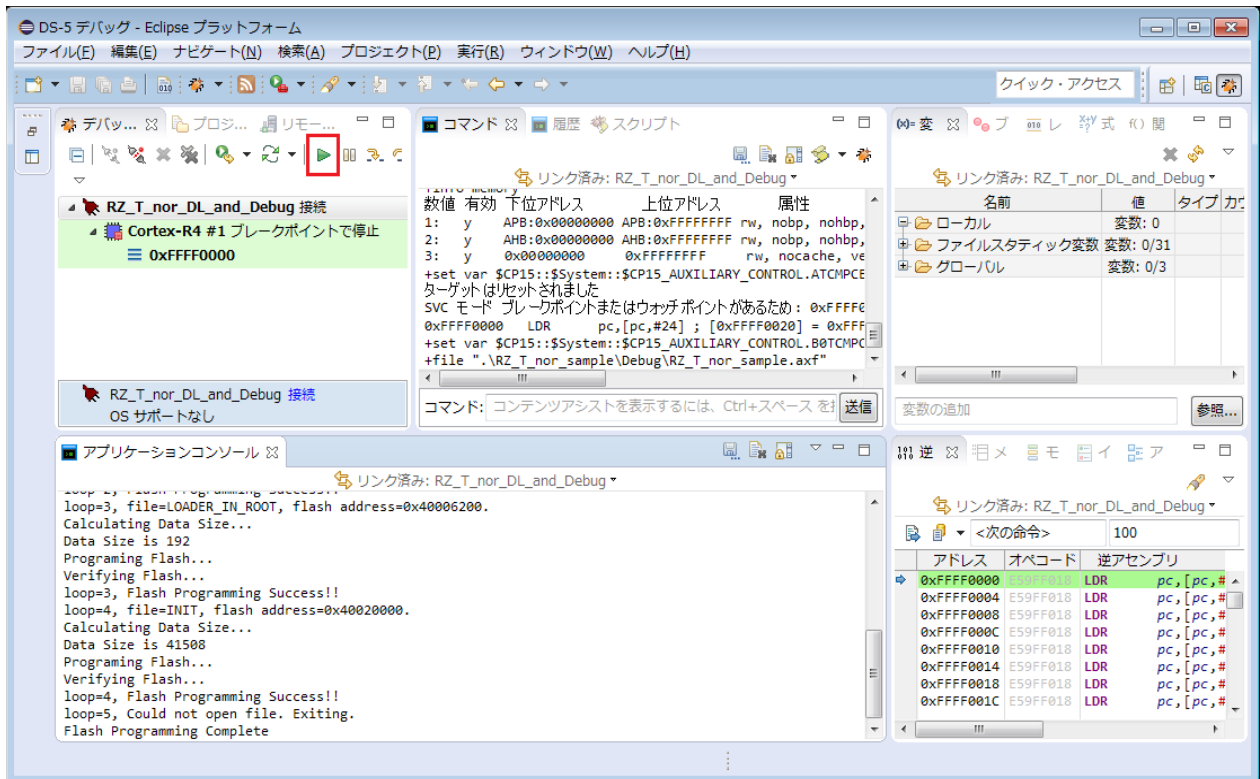 DS-5 デバッグ - Eclipse プラットフォーム
ファイル(F) 編集(E) ナビゲート(N) 検索(A) プロジェクト(P) 実行(R) ウィンドウ(W) ヘルプ(H)
クイック・アクセス
デバッ... プロジ... リモー...
RZ_T_nor_DL_and_Debug 接続
Cortex-R4 #1 ブレークポイントで停止
0xFFFF0000
RZ_T_nor_DL_and_Debug 接続
OS サポートなし
コマンド 履歴 スクリプト
リンク済み: RZ_T_nor_DL_and_Debug
+info memory
数値 有効 下位アドレス 上位アドレス 属性
1: y APB:0x00000000 APB:0xFFFFFFFF rw, nobp, nohbp,
2: y AHB:0x00000000 AHB:0xFFFFFFFF rw, nobp, nohbp,
3: y 0x00000000 0xFFFFFFFF rw, nocache, ve
+set var $CP15::$System::$CP15_AUXILIARY_CONTROL.ATCMPCE
ターゲットはリセットされました
SVC モード ブレークポイントまたはウォッチポイントがあるため: 0xFFFF0
0xFFFF0000 LDR pc,[pc,#24] ; [0xFFFF0020] = 0xFFF
+set var $CP15::$System::$CP15_AUXILIARY_CONTROL.B0TCMPC
+file ".\RZ_T_nor_sample\Debug\RZ_T_nor_sample.axf"
コマンド: コンテンツアシストを表示するには、Ctrl+スペース を 送信
変 ブ レ 式 f() 関
リンク済み: RZ_T_nor_DL_and_Debug
名前 値 タイプ カウ
ローカル 変数: 0
ファイルスタティック変数 変数: 0/31
グローバル 変数: 0/3
変数の追加 参照...
アプリケーションコンソール
リンク済み: RZ_T_nor_DL_and_Debug
loop=2, Flash Programming Success!!
loop=3, file=LOADER_IN_ROOT, flash address=0x40006200.
Calculating Data Size...
Data Size is 192
Programing Flash...
Verifying Flash...
loop=3, Flash Programming Success!!
loop=4, file=INIT, flash address=0x40020000.
Calculating Data Size...
Data Size is 41508
Programing Flash...
Verifying Flash...
loop=4, Flash Programming Success!!
loop=5, Could not open file. Exiting.
Flash Programming Complete
逆 メ モ イ ア
リンク済み: RZ_T_nor_DL_and_Debug
<次の命令> 100
アドレス オペコード 逆アセンブリ
0xFFFF0000 E59FF018 LDR pc,[pc,#
0xFFFF0004 E59FF018 LDR pc,[pc,#
0xFFFF0008 E59FF018 LDR pc,[pc,#
0xFFFF000C E59FF018 LDR pc,[pc,#
0xFFFF0010 E59FF018 LDR pc,[pc,#
0xFFFF0014 E59FF018 LDR pc,[pc,#
0xFFFF0018 E59FF018 LDR pc,[pc,#
0xFFFF001C E59FF018 LDR pc,[pc,#